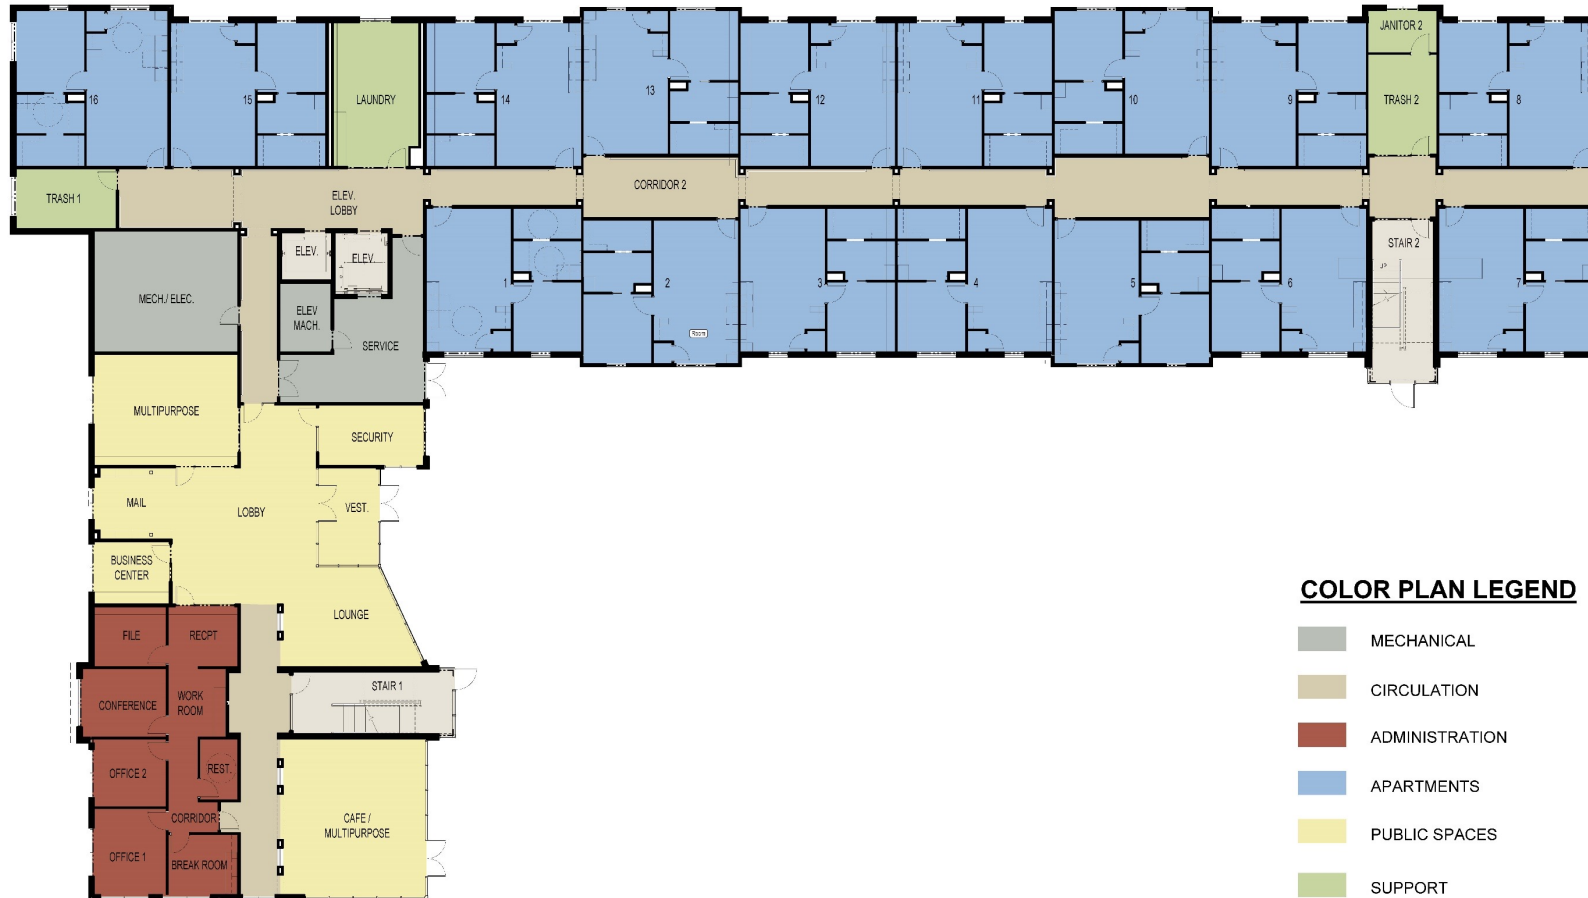 JANITOR 2
16
15
LAUNDRY
14
13
12
11
10
9
TRASH 2
8
TRASH 1
ELEV.
LOBBY
CORRIDOR 2
ELEV.
ELEV.
STAIR 2
UP
MECH./ ELEC.
ELEV
MACH.
SERVICE
1
2
Room
3
4
5
6
7
MULTIPURPOSE
SECURITY
MAIL
LOBBY
VEST.
BUSINESS
CENTER
LOUNGE
FILE
RECPT
CONFERENCE
WORK
ROOM
STAIR 1
OFFICE 2
REST.
CORRIDOR
CAFE /
MULTIPURPOSE
OFFICE 1
BREAK ROOM
COLOR PLAN LEGEND
MECHANICAL
CIRCULATION
ADMINISTRATION
APARTMENTS
PUBLIC SPACES
SUPPORT